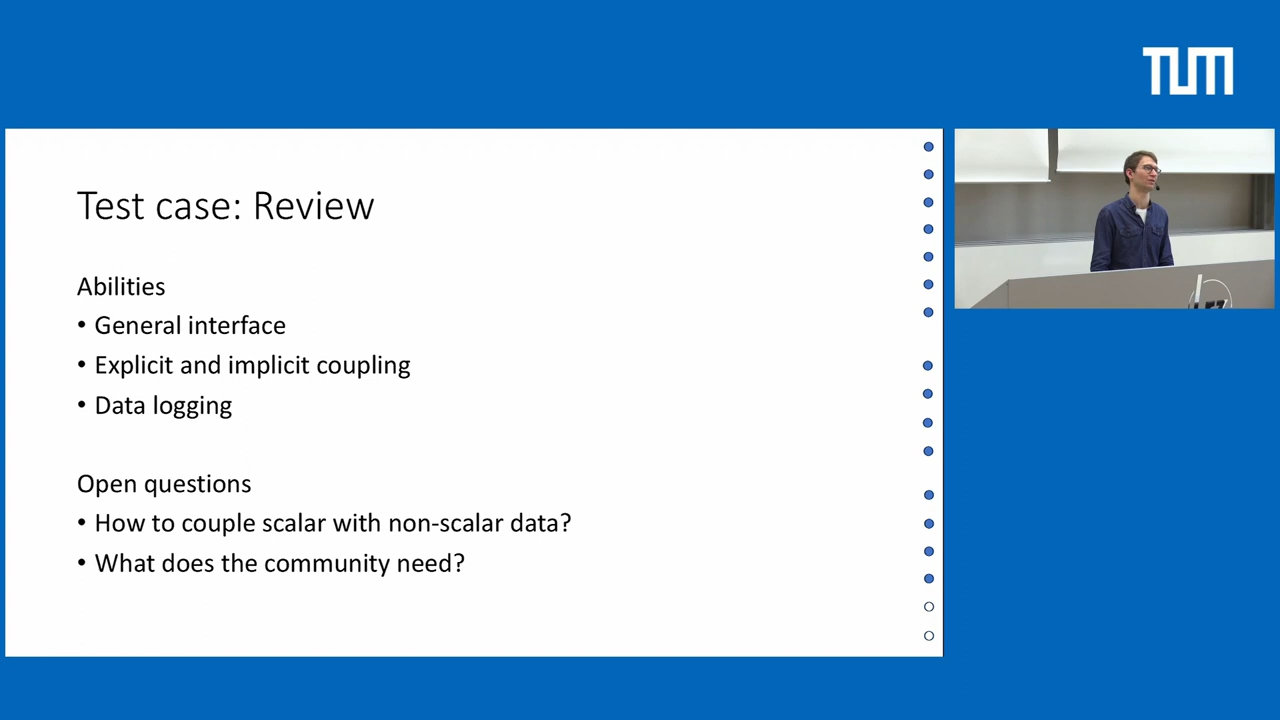 TUM
Test case: Review
Abilities
• General interface
• Explicit and implicit coupling
• Data logging
Open questions
• How to couple scalar with non-scalar data?
• What does the community need?